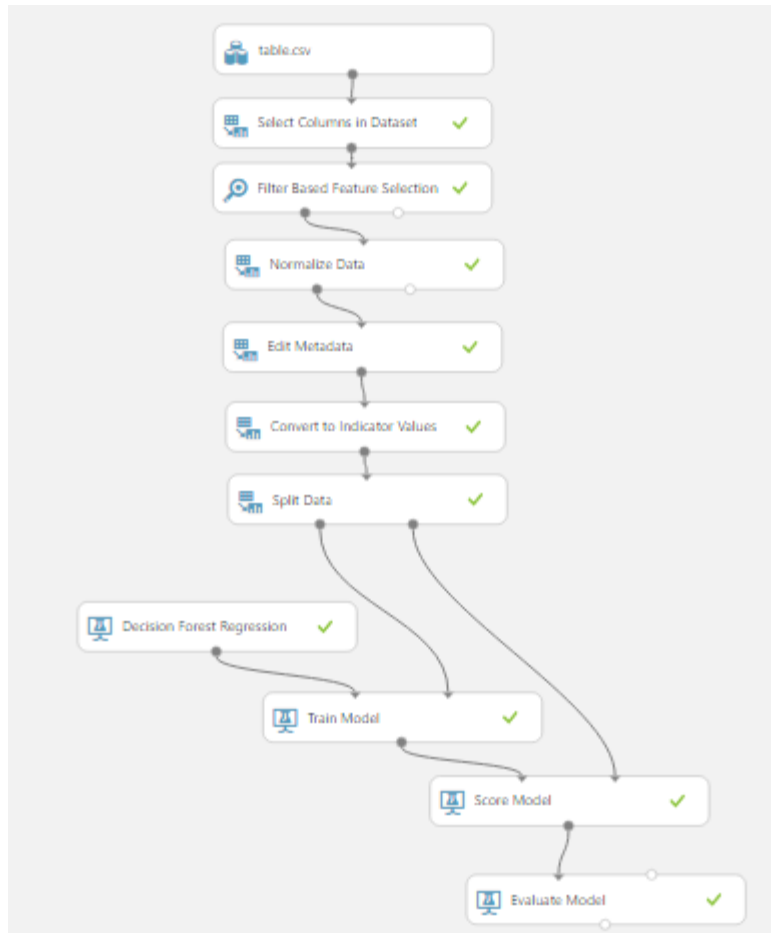 table.csv
Select Columns in Dataset
Filter Based Feature Selection
Normalize Data
Edit Metadata
Convert to Indicator Values
Split Data
Decision Forest Regression
Train Model
Score Model
Evaluate Model